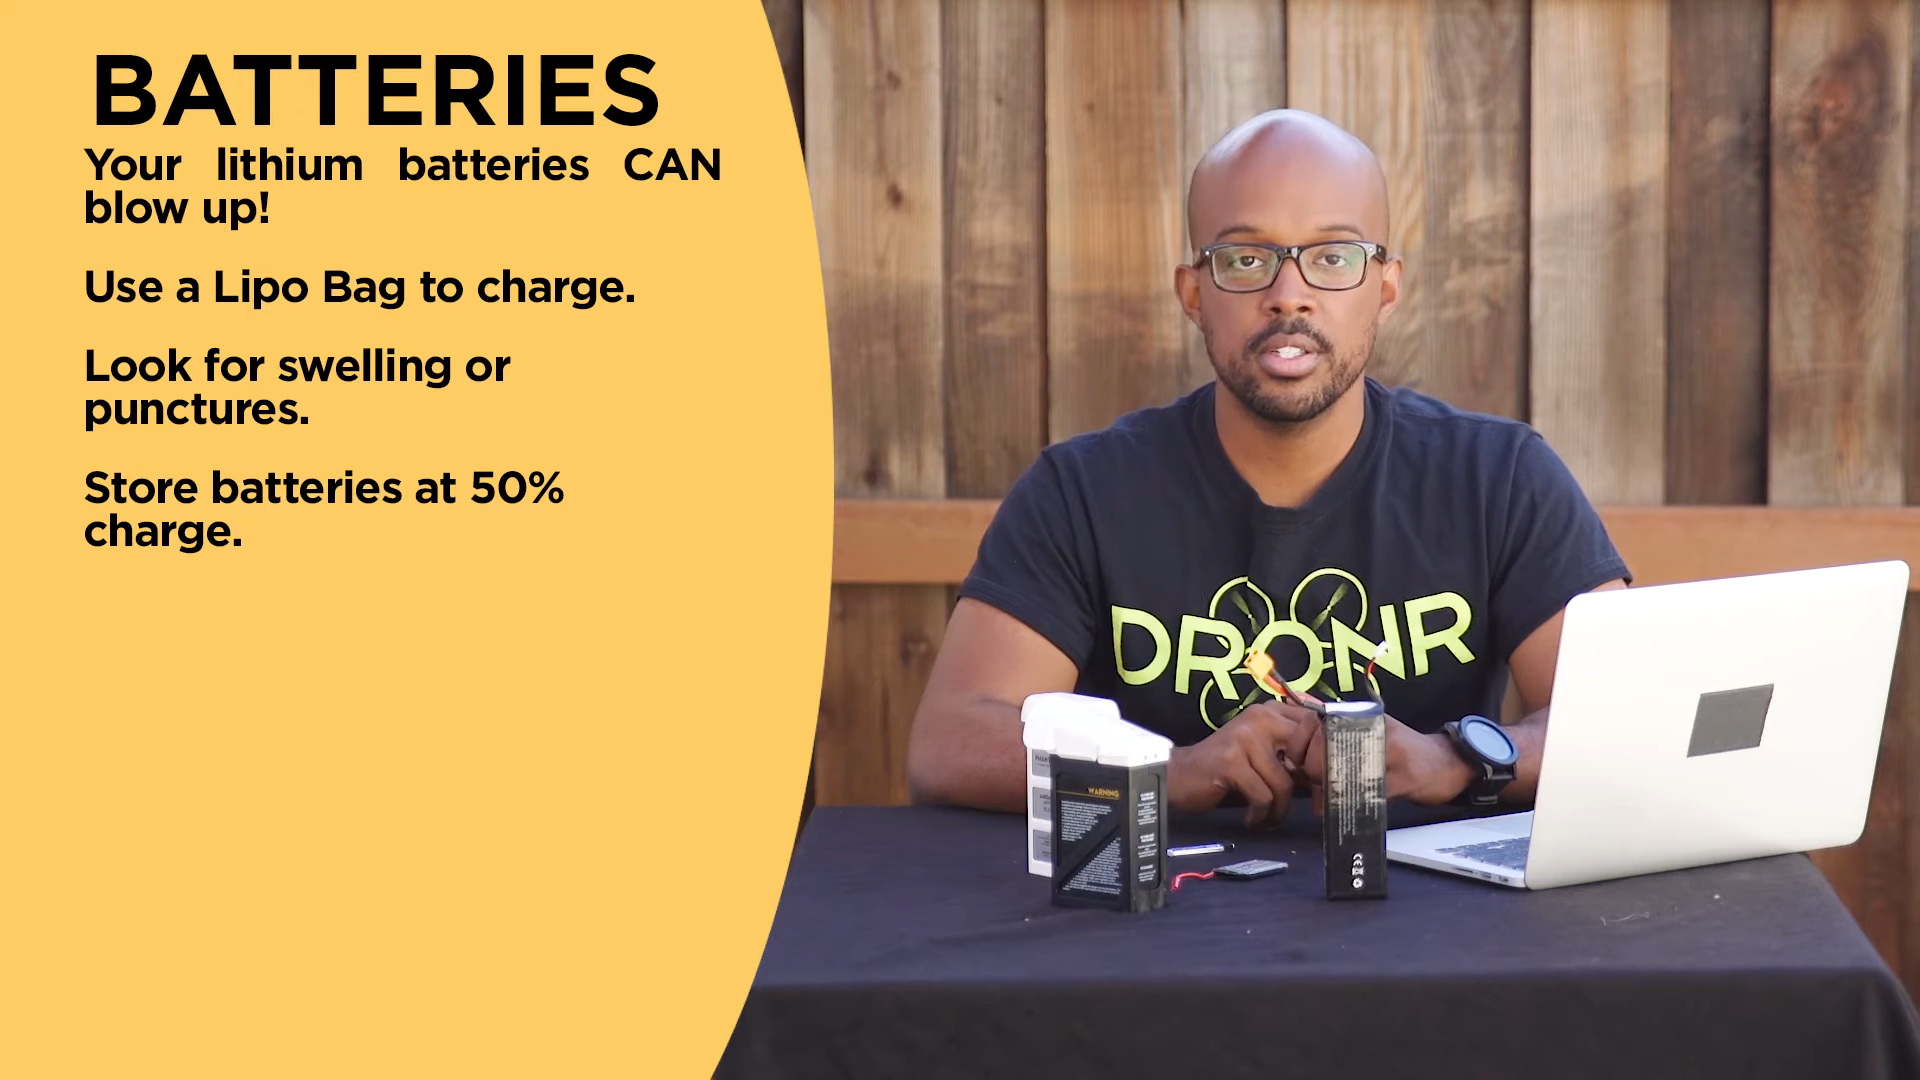 BATTERIES
Your lithium batteries CAN
blow up!
Use a Lipo Bag to charge.
Look for swelling or
punctures.
Store batteries at 50%
charge.
DRONR
WARNING